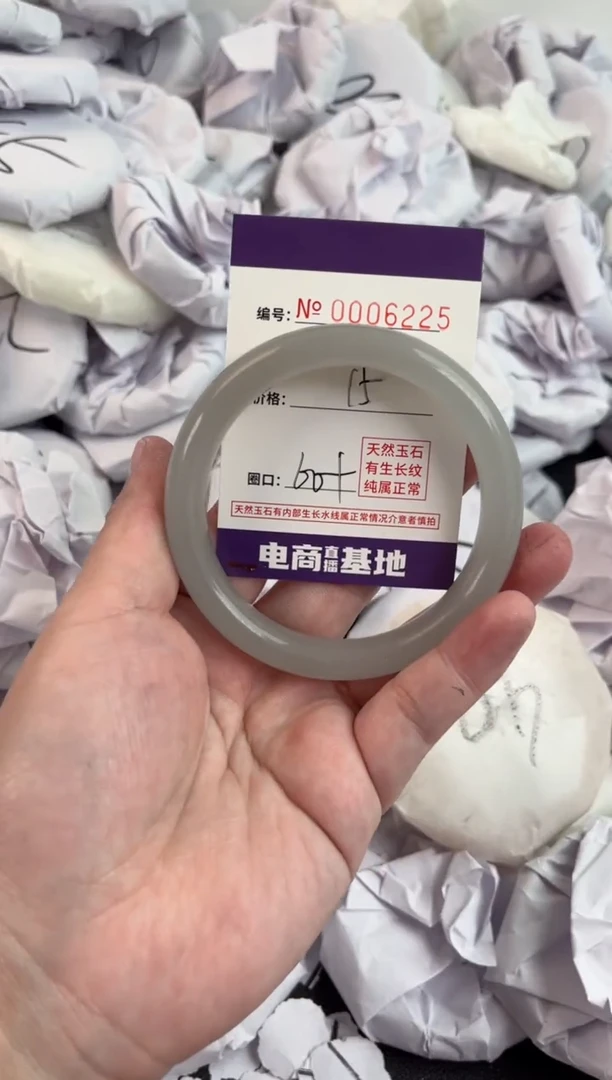 编号: № 0006225
价格: 15
圈口: 60+
天然玉石
有生长纹
纯属正常
天然玉石有内部生长水线属正常情况介意者慎拍
电商直播基地